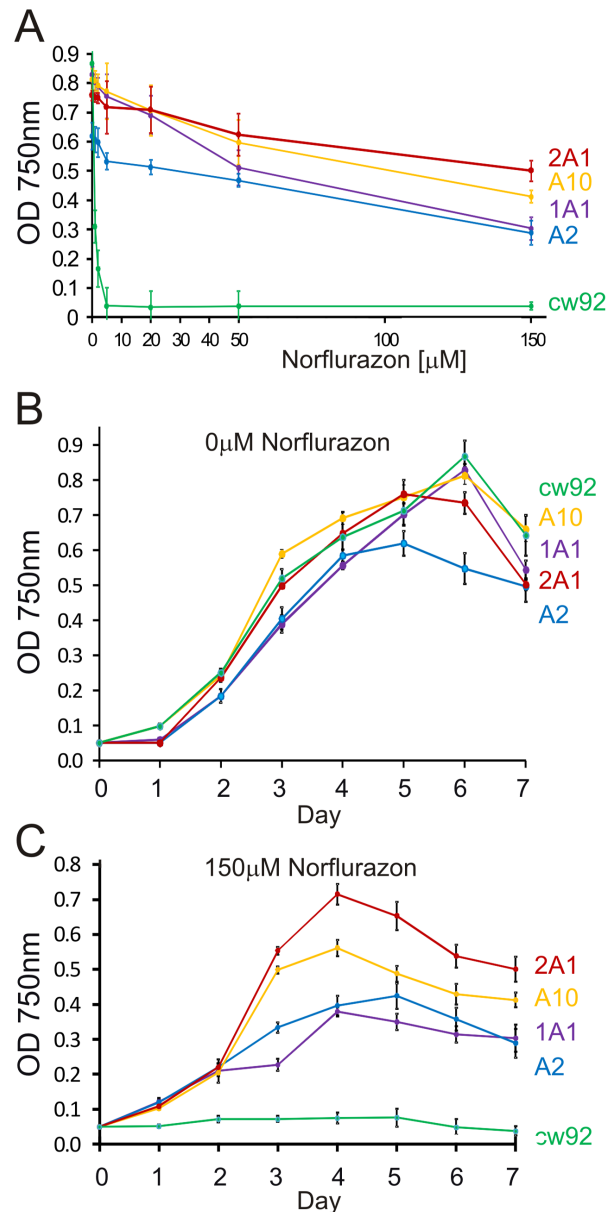 A
OD 750nm
0.9
0.8
0.7
0.6
0.5
0.4
0.3
0.2
0.1
0
0 10 20 30 40 50 100 150
Norflurazon [µM]
2A1
A10
1A1
A2
cw92
B
0µM Norflurazon
OD 750nm
0.9
0.8
0.7
0.6
0.5
0.4
0.3
0.2
0.1
0.0
0 1 2 3 4 5 6 7
Day
cw92
A10
1A1
2A1
A2
C
150µM Norflurazon
OD 750nm
0.8
0.7
0.6
0.5
0.4
0.3
0.2
0.1
0.0
0 1 2 3 4 5 6 7
Day
2A1
A10
1A1
A2
cw92